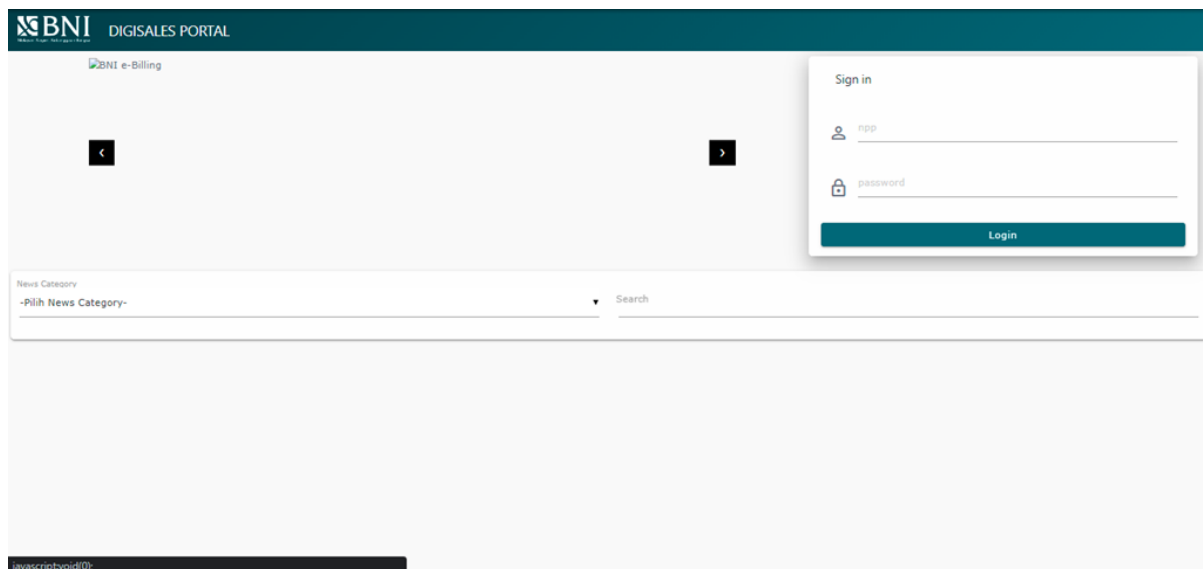 BNI DIGISALES PORTAL
BNI e-Billing
Sign in
npp
password
Login
News Category
-Pilih News Category-
Search
javascript:void(0);